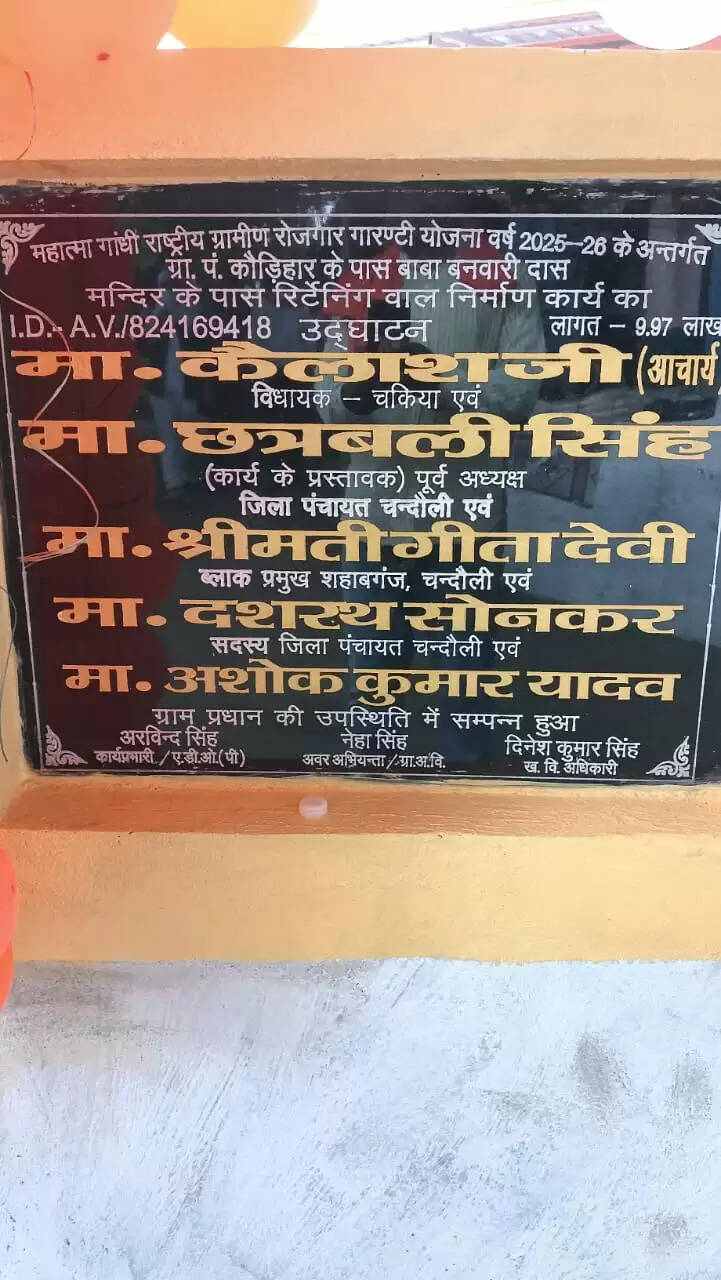 महात्मा गांधी राष्ट्रीय ग्रामीण रोजगार गारण्टी योजना वर्ष 2025–26 के अन्तर्गत
ग्रा. पं. कौड़िहार के पास बाबा बनवारी दास
मन्दिर के पास रिर्टेनिंग वाल निर्माण कार्य का
I.D.- A.V./824169418 उद्घाटन लागत – 9.97 लाख
मा. कैलाश जी (आचार्य
विधायक – चकिया एवं
मा. छत्रबली सिंह
(कार्य के प्रस्तावक) पूर्व अध्यक्ष
जिला पंचायत चन्दौली एवं
मा. श्रीमती गीता देवी
ब्लाक प्रमुख शहाबगंज, चन्दौली एवं
मा. दशरथ सोनकर
सदस्य जिला पंचायत चन्दौली एवं
मा. अशोक कुमार यादव
ग्राम प्रधान की उपस्थिति में सम्पन्न हुआ
अरविन्द सिंह नेहा सिंह दिनेश कुमार सिंह
कार्यप्रभारी /ए.डी.ओ.(पी) अवर अभियन्ता /ग्रा.अ.वि. ख. वि. अधिकारी